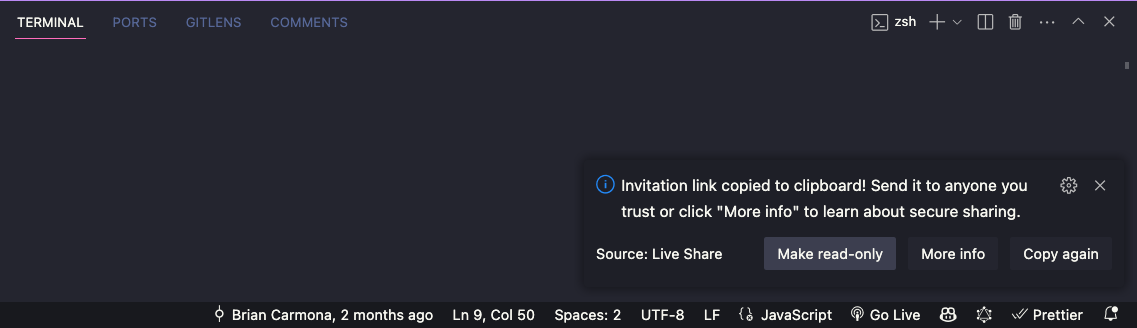 TERMINAL PORTS GITLENS COMMENTS zsh
Invitation link copied to clipboard! Send it to anyone you
trust or click "More info" to learn about secure sharing.
Source: Live Share Make read-only More info Copy again
Brian Carmona, 2 months ago Ln 9, Col 50 Spaces: 2 UTF-8 LF JavaScript Go Live Prettier